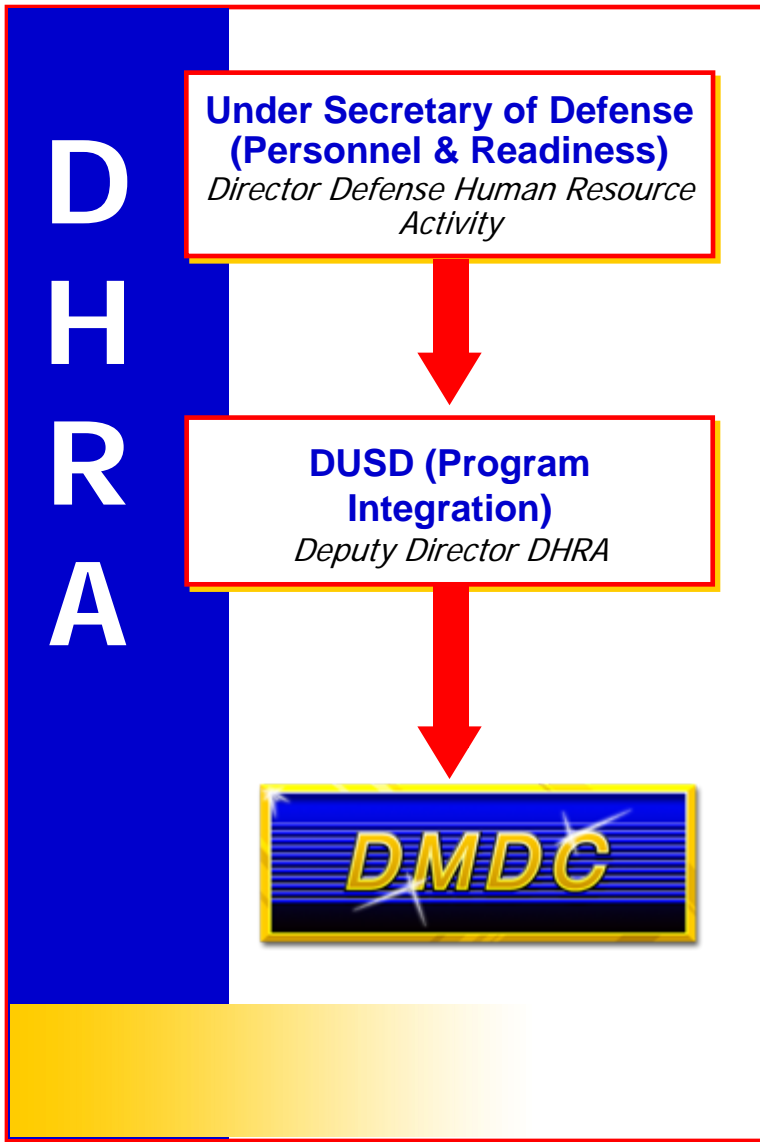 D
H
R
A
Under Secretary of Defense
(Personnel & Readiness)
Director Defense Human Resource
Activity
DUSD (Program
Integration)
Deputy Director DHRA
DMDC